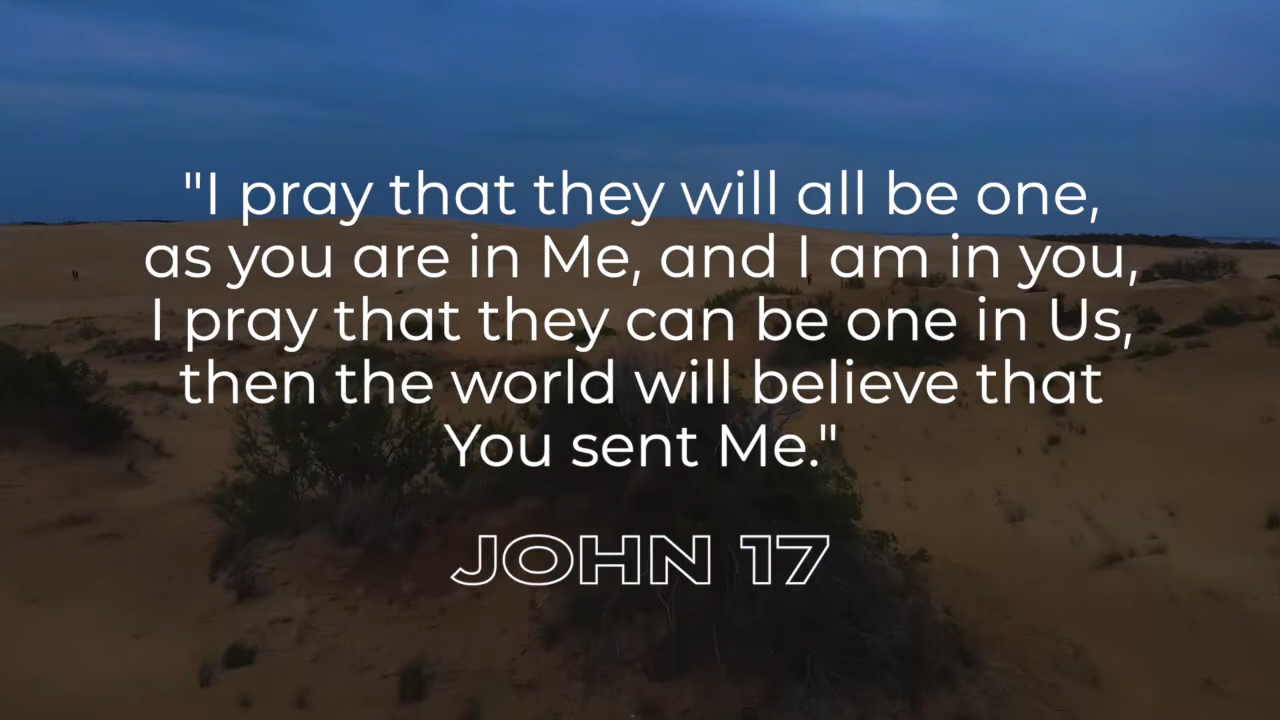 "I pray that they will all be one,
as you are in Me, and I am in you,
I pray that they can be one in Us,
then the world will believe that
You sent Me."
JOHN 17